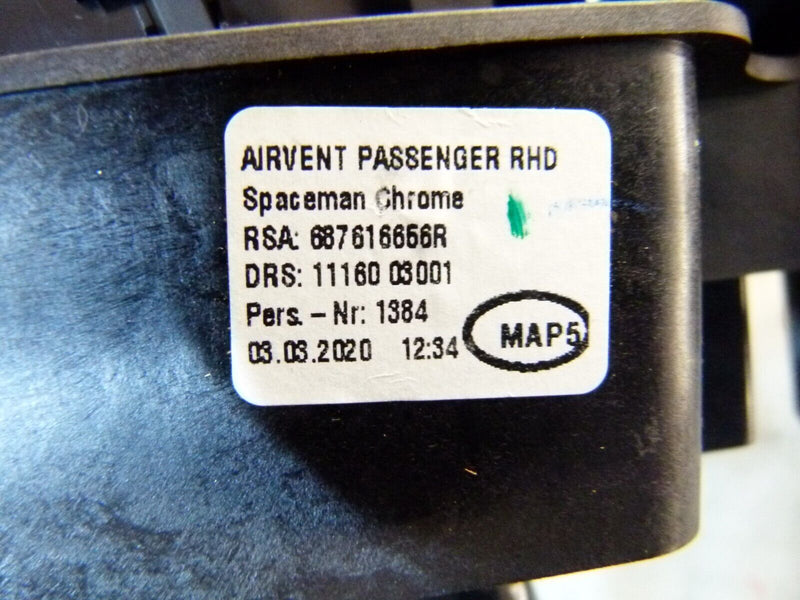 AIRVENT PASSENGER RHD
Spaceman Chrome
RSA: 687616656R
DRS: 11160 03001
Pers. - Nr: 1384
03.03.2020 12:34
MAP5